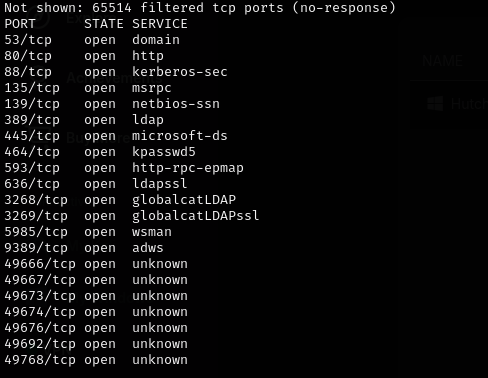 Not shown: 65514 filtered tcp ports (no-response)
PORT      STATE SERVICE
53/tcp    open  domain
80/tcp    open  http
88/tcp    open  kerberos-sec
135/tcp   open  msrpc
139/tcp   open  netbios-ssn
389/tcp   open  ldap
445/tcp   open  microsoft-ds
464/tcp   open  kpasswd5
593/tcp   open  http-rpc-epmap
636/tcp   open  ldapssl
3268/tcp  open  globalcatLDAP
3269/tcp  open  globalcatLDAPssl
5985/tcp  open  wsman
9389/tcp  open  adws
49666/tcp open  unknown
49667/tcp open  unknown
49673/tcp open  unknown
49674/tcp open  unknown
49676/tcp open  unknown
49692/tcp open  unknown
49768/tcp open  unknown
NAME